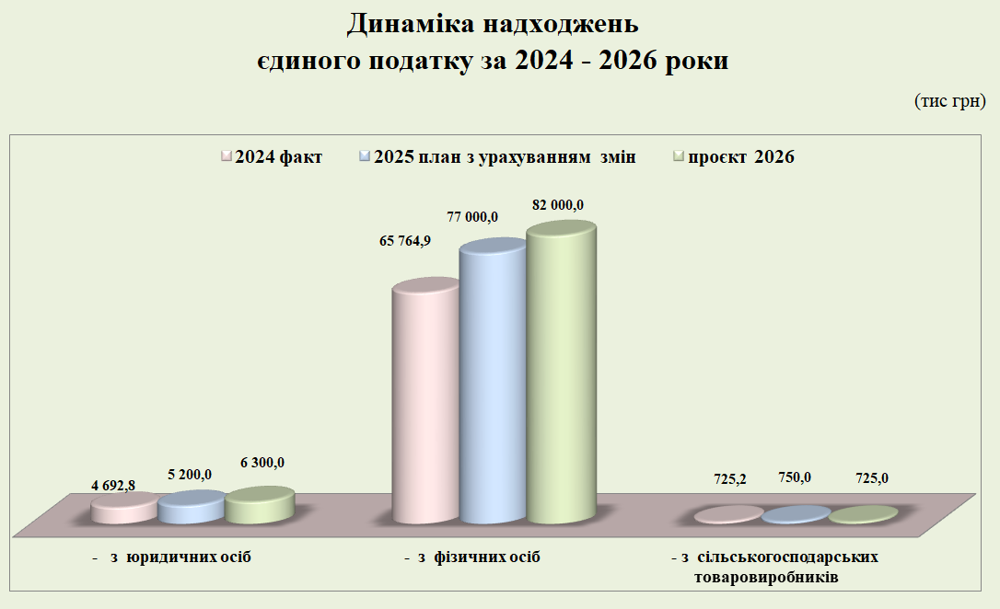 Динаміка надходжень
єдиного податку за 2024 - 2026 роки
(тис грн)
2024 факт 2025 план з урахуванням змін проєкт 2026
4 692,8 5 200,0 6 300,0
65 764,9 77 000,0 82 000,0
725,2 750,0 725,0
- з юридичних осіб
- з фізичних осіб
- з сільськогосподарських
товаровиробників